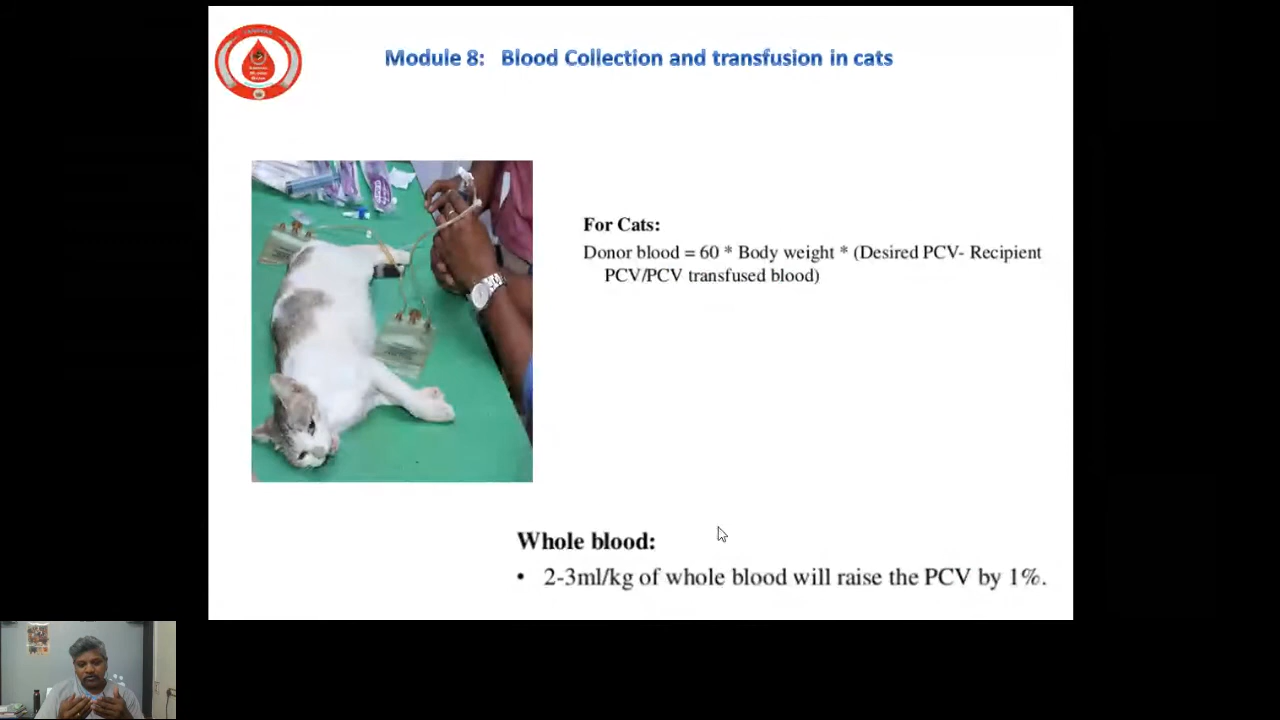 Module 8: Blood Collection and transfusion in cats
For Cats:
Donor blood = 60 * Body weight * (Desired PCV- Recipient
PCV/PCV transfused blood)
Whole blood:
• 2-3ml/kg of whole blood will raise the PCV by 1%.